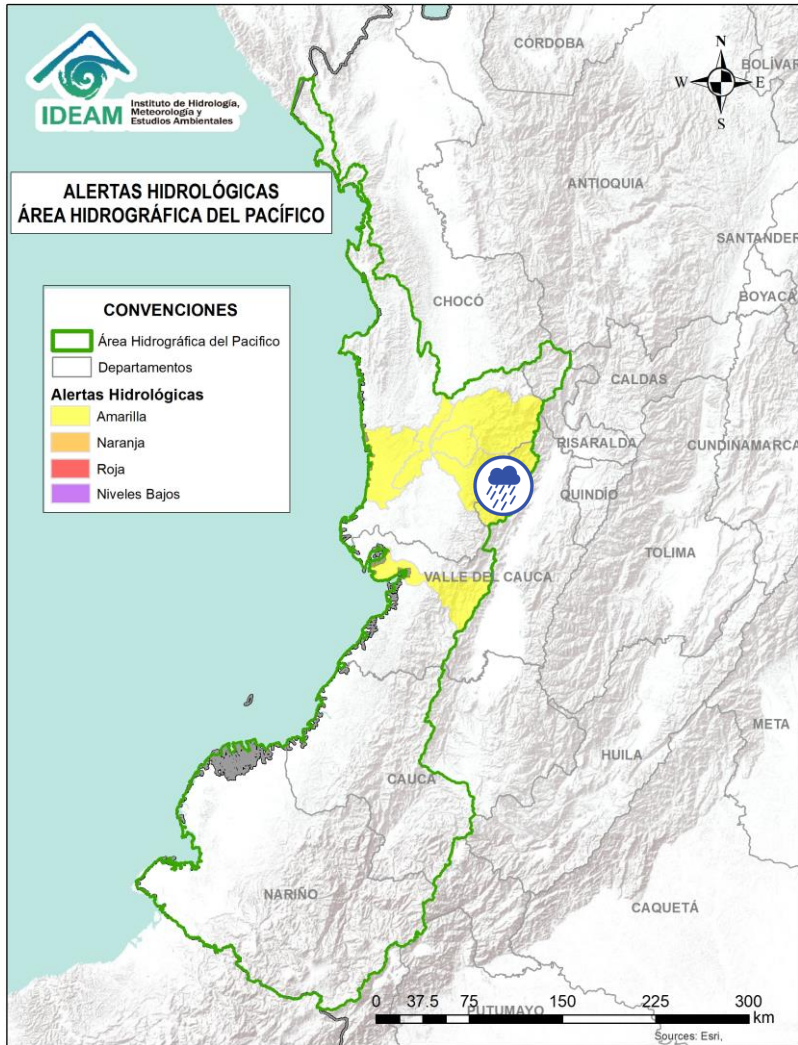 IDEAM
Instituto de Hidrología,
Meteorología y
Estudios Ambientales
ALERTAS HIDROLÓGICAS
ÁREA HIDROGRÁFICA DEL PACÍFICO
CONVENCIONES
Área Hidrográfica del Pacifico
Departamentos
Alertas Hidrológicas
Amarilla
Naranja
Roja
Niveles Bajos
N
W
E
S
CÓRDOBA
BOLÍVAR
ANTIOQUIA
SANTANDER
BOYACÁ
CHOCÓ
CALDAS
RISARALDA
CUNDINAMARCA
QUINDÍO
TOLIMA
VALLE DEL CAUCA
META
HUILA
CAUCA
NARIÑO
CAQUETÁ
PUTUMAYO
0 37.5 75 150 225 300
km
Sources: Esri,